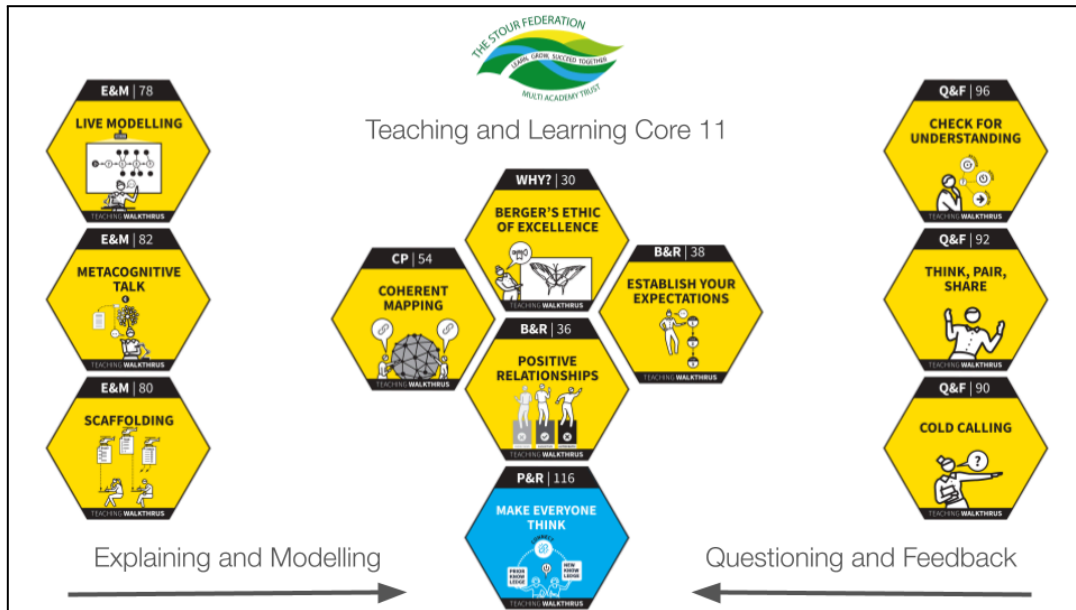 THE STOUR FEDERATION
LEARN, GROW, SUCCEED TOGETHER
MULTI ACADEMY TRUST
Teaching and Learning Core 11
E&M | 78
LIVE MODELLING
TEACHING WALKTHRUS
E&M | 82
METACOGNITIVE
TALK
TEACHING WALKTHRUS
E&M | 80
SCAFFOLDING
TEACHING WALKTHRUS
WHY? | 30
BERGER'S ETHIC
OF EXCELLENCE
TEACHING WALKTHRUS
CP | 54
COHERENT
MAPPING
TEACHING WALKTHRUS
B&R | 38
ESTABLISH YOUR
EXPECTATIONS
TEACHING WALKTHRUS
B&R | 36
POSITIVE
RELATIONSHIPS
TEACHING WALKTHRUS
P&R | 116
MAKE EVERYONE
THINK
CONNECT
PRIOR
KNOW
LEDGE
NEW
KNOW
LEDGE
TEACHING WALKTHRUS
Q&F | 96
CHECK FOR
UNDERSTANDING
TEACHING WALKTHRUS
Q&F | 92
THINK, PAIR,
SHARE
TEACHING WALKTHRUS
Q&F | 90
COLD CALLING
?
TEACHING WALKTHRUS
Explaining and Modelling
Questioning and Feedback